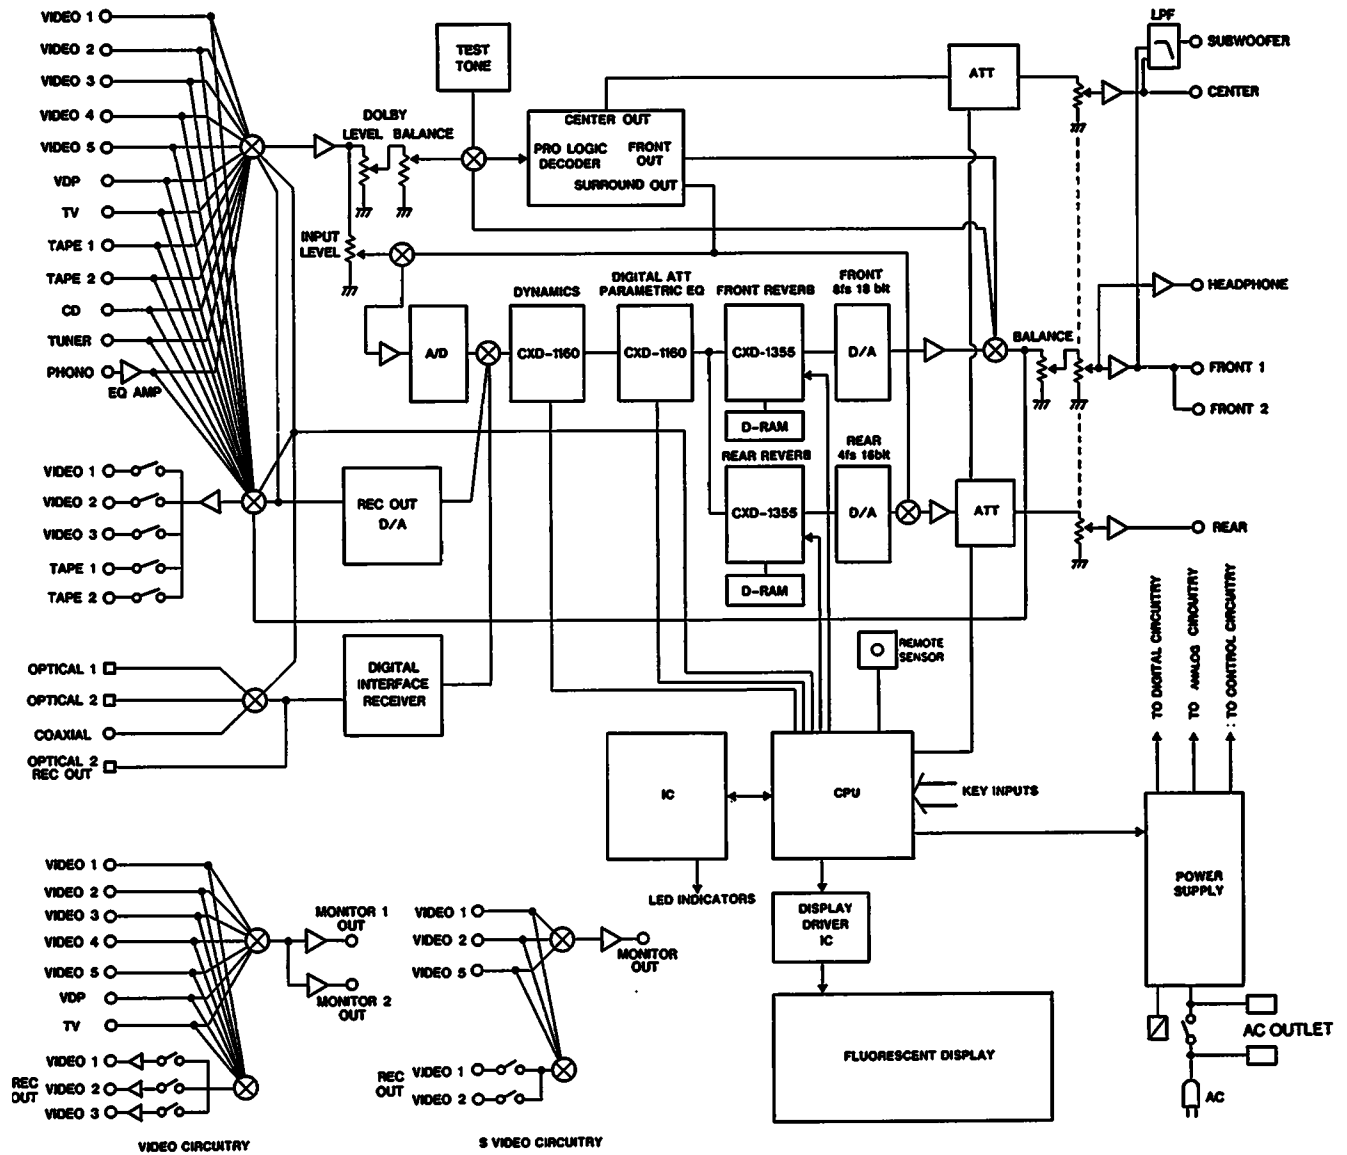 VIDEO 1
VIDEO 2
VIDEO 3
VIDEO 4
VIDEO 5
VDP
TV
TAPE 1
TAPE 2
CD
TUNER
PHONO
EQ AMP
VIDEO 1
VIDEO 2
VIDEO 3
TAPE 1
TAPE 2
OPTICAL 1
OPTICAL 2
COAXIAL
OPTICAL 2
REC OUT
TEST
TONE
DOLBY
LEVEL
BALANCE
INPUT
LEVEL
CENTER OUT
PRO LOGIC
DECODER
FRONT
OUT
SURROUND OUT
ATT
LPF
SUBWOOFER
CENTER
HEADPHONE
BALANCE
FRONT 1
FRONT 2
REAR
A/D
DYNAMICS
CXD-1160
DIGITAL ATT
PARAMETRIC EQ
CXD-1160
FRONT REVERB
CXD-1355
D-RAM
FRONT
8fs 18 bit
D/A
REAR REVERB
CXD-1355
D-RAM
REAR
4fs 16bit
D/A
ATT
REC OUT
D/A
DIGITAL
INTERFACE
RECEIVER
REMOTE
SENSOR
IC
CPU
KEY INPUTS
LED INDICATORS
DISPLAY
DRIVER
IC
FLUORESCENT DISPLAY
TO DIGITAL CIRCUITRY
TO ANALOG CIRCUITRY
: TO CONTROL CIRCUITRY
POWER
SUPPLY
AC OUTLET
AC
VIDEO 1
VIDEO 2
VIDEO 3
VIDEO 4
VIDEO 5
VDP
TV
MONITOR 1
OUT
MONITOR 2
OUT
REC
OUT
VIDEO 1
VIDEO 2
VIDEO 3
VIDEO CIRCUITRY
VIDEO 1
VIDEO 2
VIDEO 5
MONITOR
OUT
REC
OUT
VIDEO 1
VIDEO 2
S VIDEO CIRCUITRY